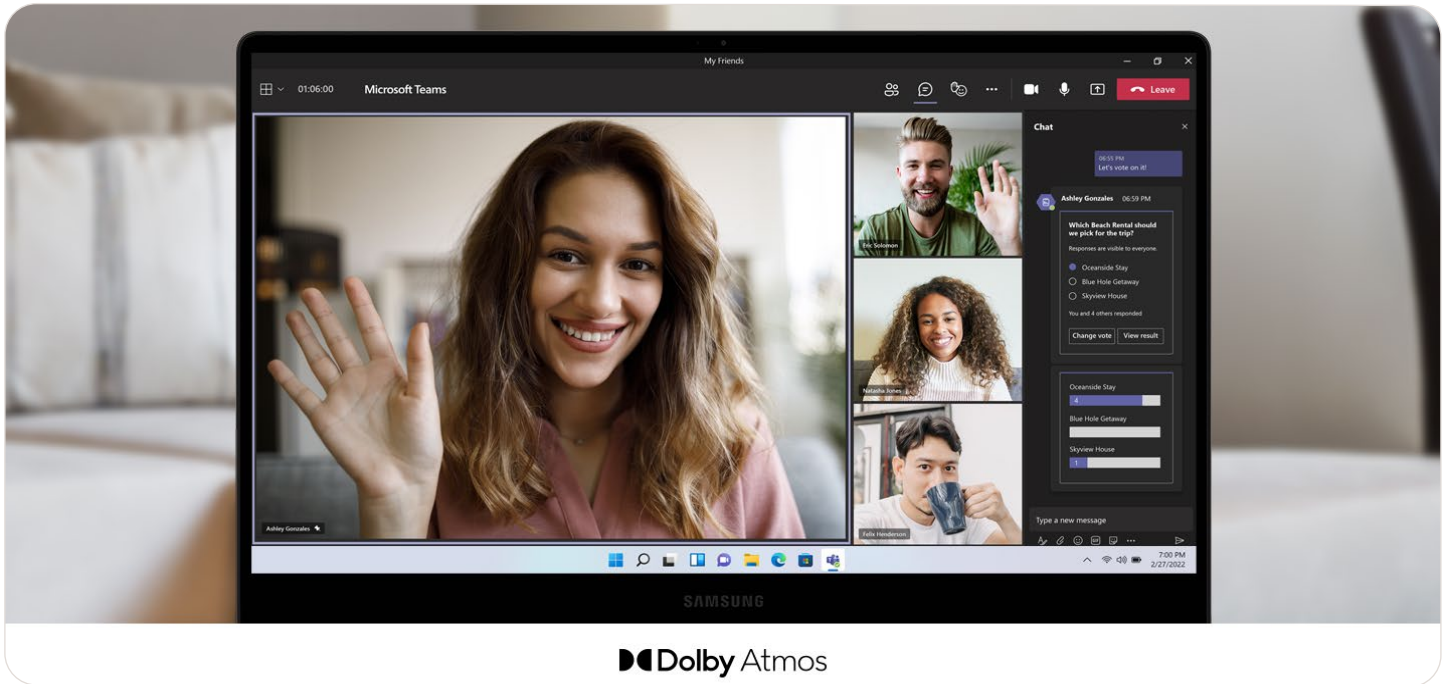 My Friends
01:06:00
Microsoft Teams
Leave
Ashley Gonzales
Eric Solomon
Natasha Jones
Felix Henderson
Chat
06:55 PM
Let's vote on it!
Ashley Gonzales 06:59 PM
Which Beach Rental should
we pick for the trip?
Responses are visible to everyone.
Oceanside Stay
Blue Hole Getaway
Skyview House
You and 4 others responded
Change vote View result
Oceanside Stay
4
Blue Hole Getaway
Skyview House
1
Type a new message
GIF
7:00 PM
2/27/2022
SAMSUNG
Dolby Atmos